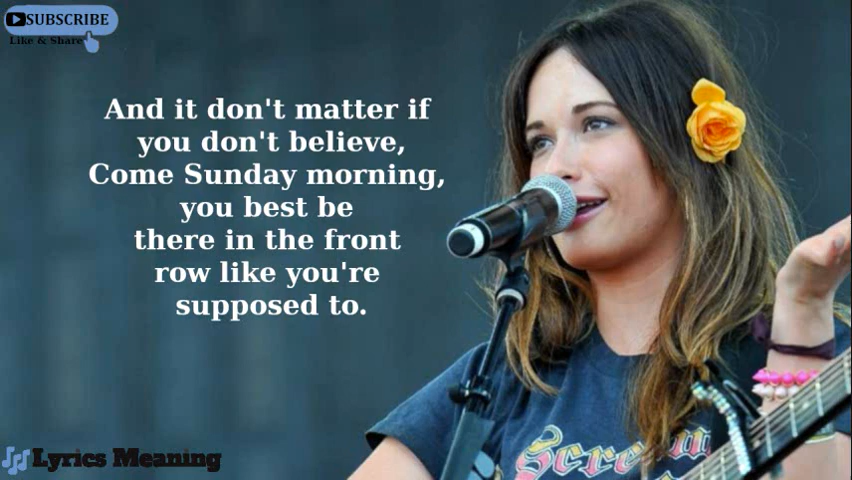 SUBSCRIBE
Like & Share
And it don't matter if
you don't believe,
Come Sunday morning,
you best be
there in the front
row like you're
supposed to.
Lyrics Meaning